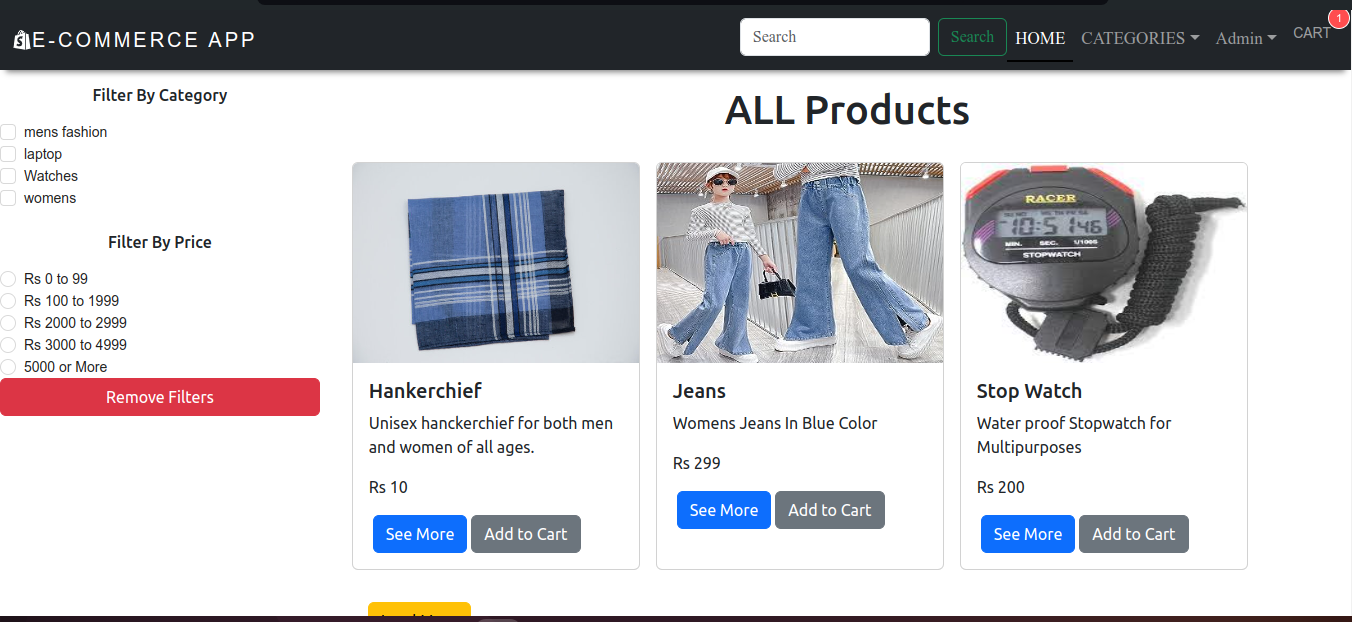 E-COMMERCE APP
Search
Search
HOME
CATEGORIES
Admin
CART
1
Filter By Category
mens fashion
laptop
Watches
womens
Filter By Price
Rs 0 to 99
Rs 100 to 1999
Rs 2000 to 2999
Rs 3000 to 4999
5000 or More
Remove Filters
ALL Products
Hankerchief
Unisex hanckerchief for both men
and women of all ages.
Rs 10
See More
Add to Cart
Jeans
Womens Jeans In Blue Color
Rs 299
See More
Add to Cart
RACER
10:51 46
MIN. SEC. 1/100S
STOPWATCH
Stop Watch
Water proof Stopwatch for
Multipurposes
Rs 200
See More
Add to Cart